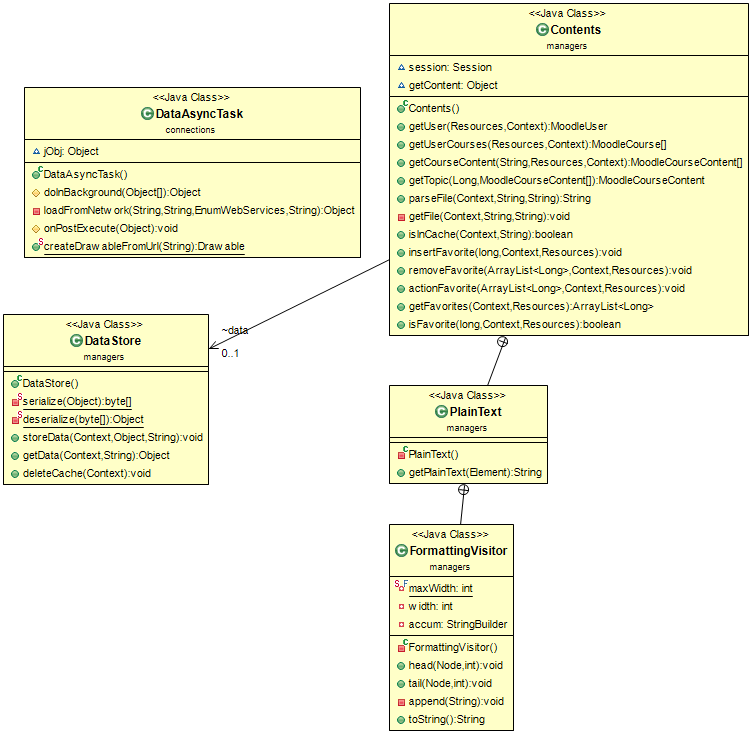 <<Java Class>>
Contents
managers
session: Session
getContent: Object
Contents()
getUser(Resources,Context):MoodleUser
getUserCourses(Resources,Context):MoodleCourse[]
getCourseContent(String,Resources,Context):MoodleCourseContent[]
getTopic(Long,MoodleCourseContent[]):MoodleCourseContent
parseFile(Context,String,String):String
getFile(Context,String,String):void
isInCache(Context,String):boolean
insertFavorite(long,Context,Resources):void
removeFavorite(ArrayList<Long>,Context,Resources):void
actionFavorite(ArrayList<Long>,Context,Resources):void
getFavorites(Context,Resources):ArrayList<Long>
isFavorite(long,Context,Resources):boolean
<<Java Class>>
DataAsyncTask
connections
jObj: Object
DataAsyncTask()
doInBackground(Object[]):Object
loadFromNetwork(String,String,EnumWebServices,String):Object
onPostExecute(Object):void
createDrawableFromUrl(String):Drawable
~data
0..1
<<Java Class>>
DataStore
managers
DataStore()
serialize(Object):byte[]
deserialize(byte[]):Object
storeData(Context,Object,String):void
getData(Context,String):Object
deleteCache(Context):void
<<Java Class>>
PlainText
managers
PlainText()
getPlainText(Element):String
<<Java Class>>
FormattingVisitor
managers
maxWidth: int
width: int
accum: StringBuilder
FormattingVisitor()
head(Node,int):void
tail(Node,int):void
append(String):void
toString():String